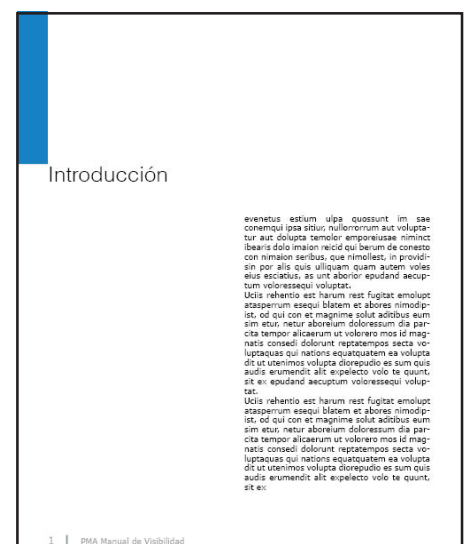 Introducción
evenetus estium ulpa quossunt im sae
conemqui ipsa sitiur, nullorrorum aut volupta-
tur aut dolupta temolor emporeiusae niminct
ibearis dolo imaion reicid qui berum de conesto
con nimaion seribus, que nimollest, in providi-
sin por alis quis ulliquam quam autem voles
eius esciatius, as unt aborior epudand aecup-
tum voloressequi voluptat.
Uciis rehentio est harum rest fugitat emolupt
atasperrum esequi blatem et abores nimodip-
ist, od qui con et magnime solut aditibus eum
sim etur, netur aboreium doloressum dia par-
cita tempor alicaerum ut volorero mos id mag-
natis consedi dolorunt reptatempos secta vo-
luptaquas qui nations equatquatem ea volupta
dit ut utenimos volupta diorepudio es sum quis
audis erumendit alit expelecto volo te quunt,
sit ex epudand aecuptum voloressequi volup-
tat.
Uciis rehentio est harum rest fugitat emolupt
atasperrum esequi blatem et abores nimodip-
ist, od qui con et magnime solut aditibus eum
sim etur, netur aboreium doloressum dia par-
cita tempor alicaerum ut volorero mos id mag-
natis consedi dolorunt reptatempos secta vo-
luptaquas qui nations equatquatem ea volupta
dit ut utenimos volupta diorepudio es sum quis
audis erumendit alit expelecto volo te quunt,
sit ex
1 | PMA Manual de Visibilidad